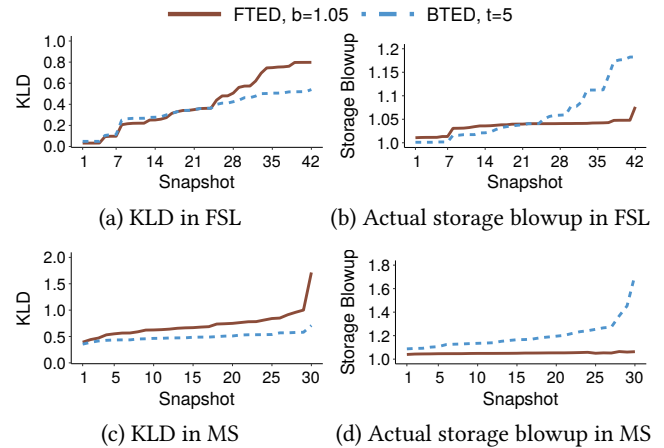 FTED, b=1.05 BTED, t=5
KLD
1.0
0.8
0.6
0.4
0.2
0.0
1 7 14 21 28 35 42
Snapshot
(a) KLD in FSL
Storage Blowup
1.2
1.15
1.1
1.05
1.0
1 7 14 21 28 35 42
Snapshot
(b) Actual storage blowup in FSL
KLD
2.0
1.5
1.0
0.5
0.0
1 5 10 15 20 25 30
Snapshot
(c) KLD in MS
Storage Blowup
1.8
1.6
1.4
1.2
1.0
1 5 10 15 20 25 30
Snapshot
(d) Actual storage blowup in MS